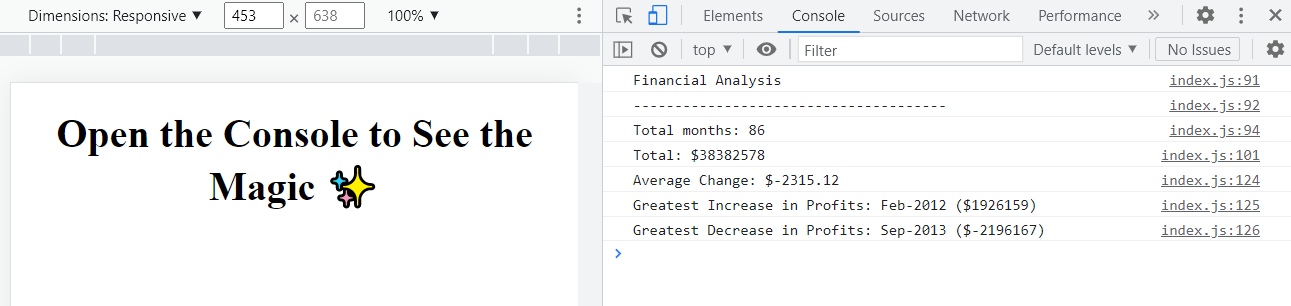 Dimensions: Responsive ▼ 453 × 638 100% ▼
Elements Console Sources Network Performance »
top ▼ Filter Default levels ▼ No Issues
Open the Console to See the
Magic ✨
Financial Analysis index.js:91
-------------------------------------- index.js:92
Total months: 86 index.js:94
Total: $38382578 index.js:101
Average Change: $-2315.12 index.js:124
Greatest Increase in Profits: Feb-2012 ($1926159) index.js:125
Greatest Decrease in Profits: Sep-2013 ($-2196167) index.js:126